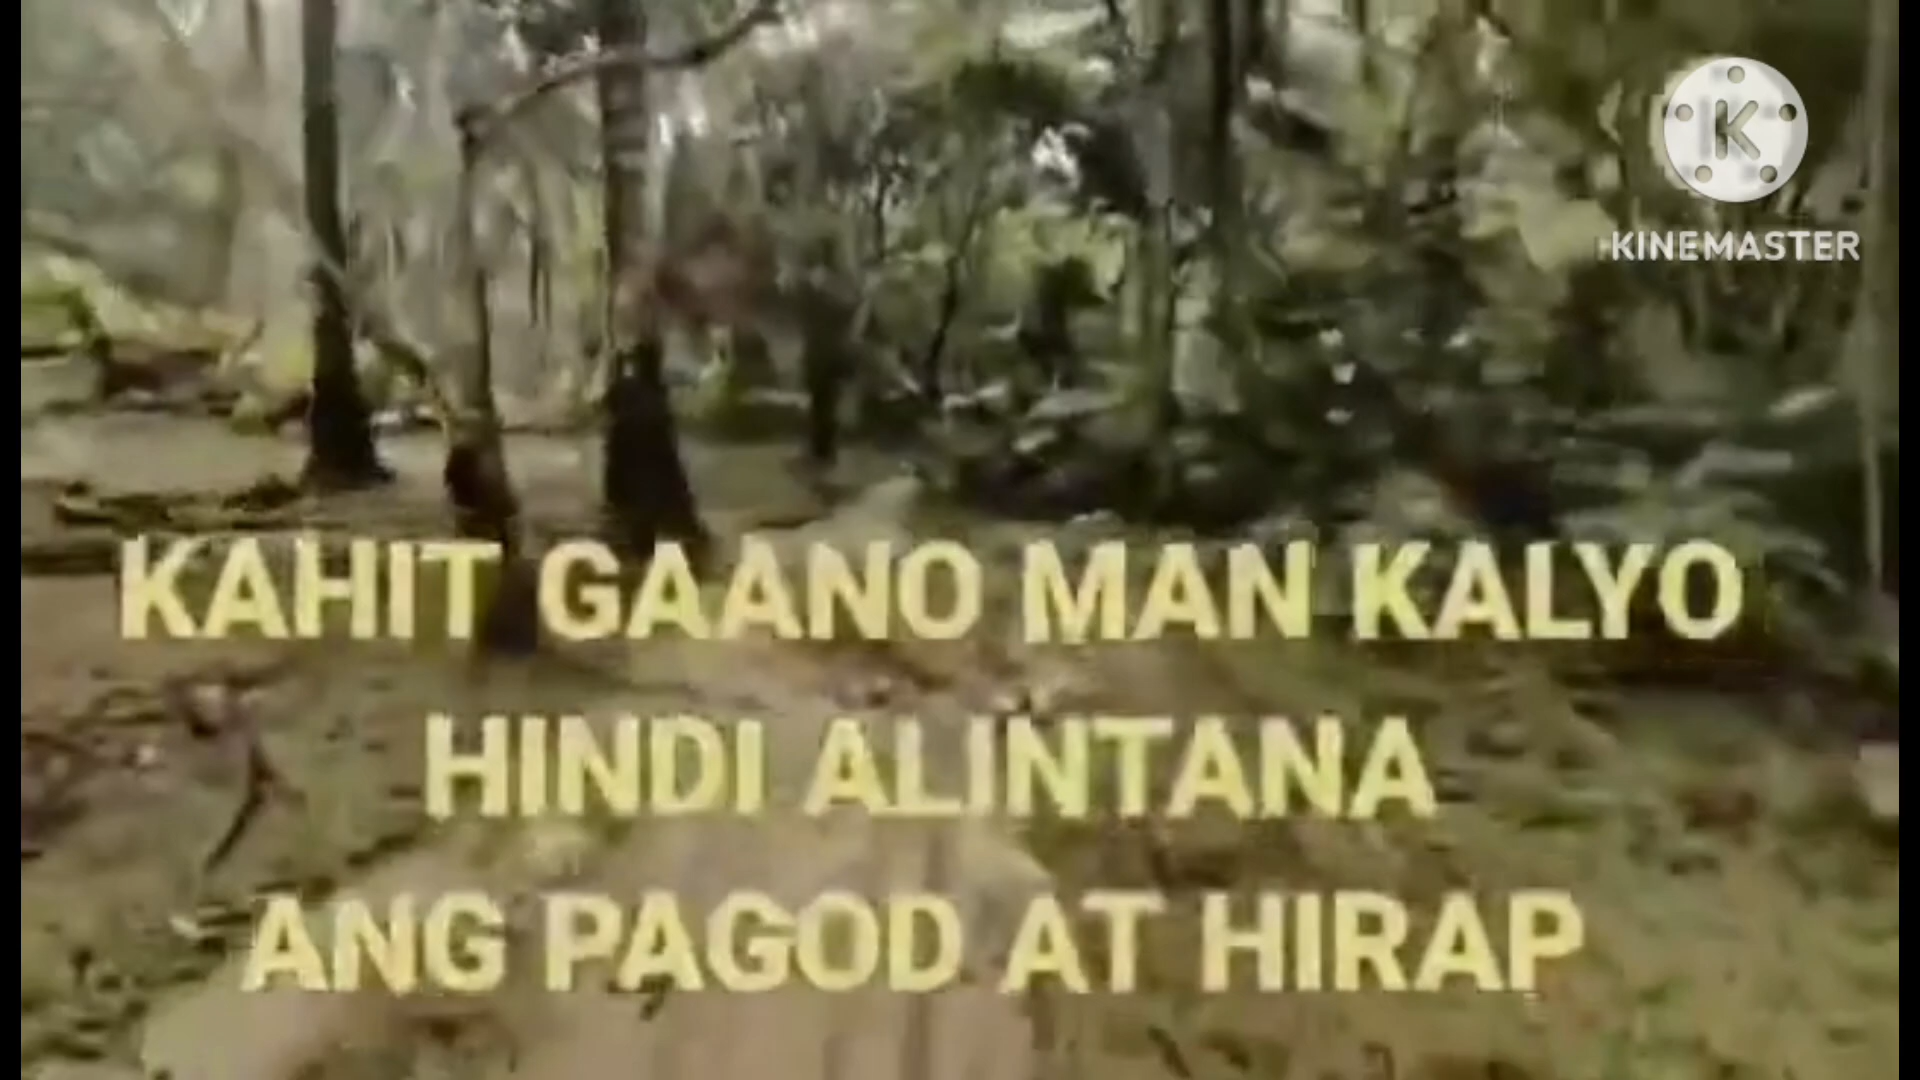 KINEMASTER
KAHIT GAANO MAN KALYO
HINDI ALINTANA
ANG PAGOD AT HIRAP